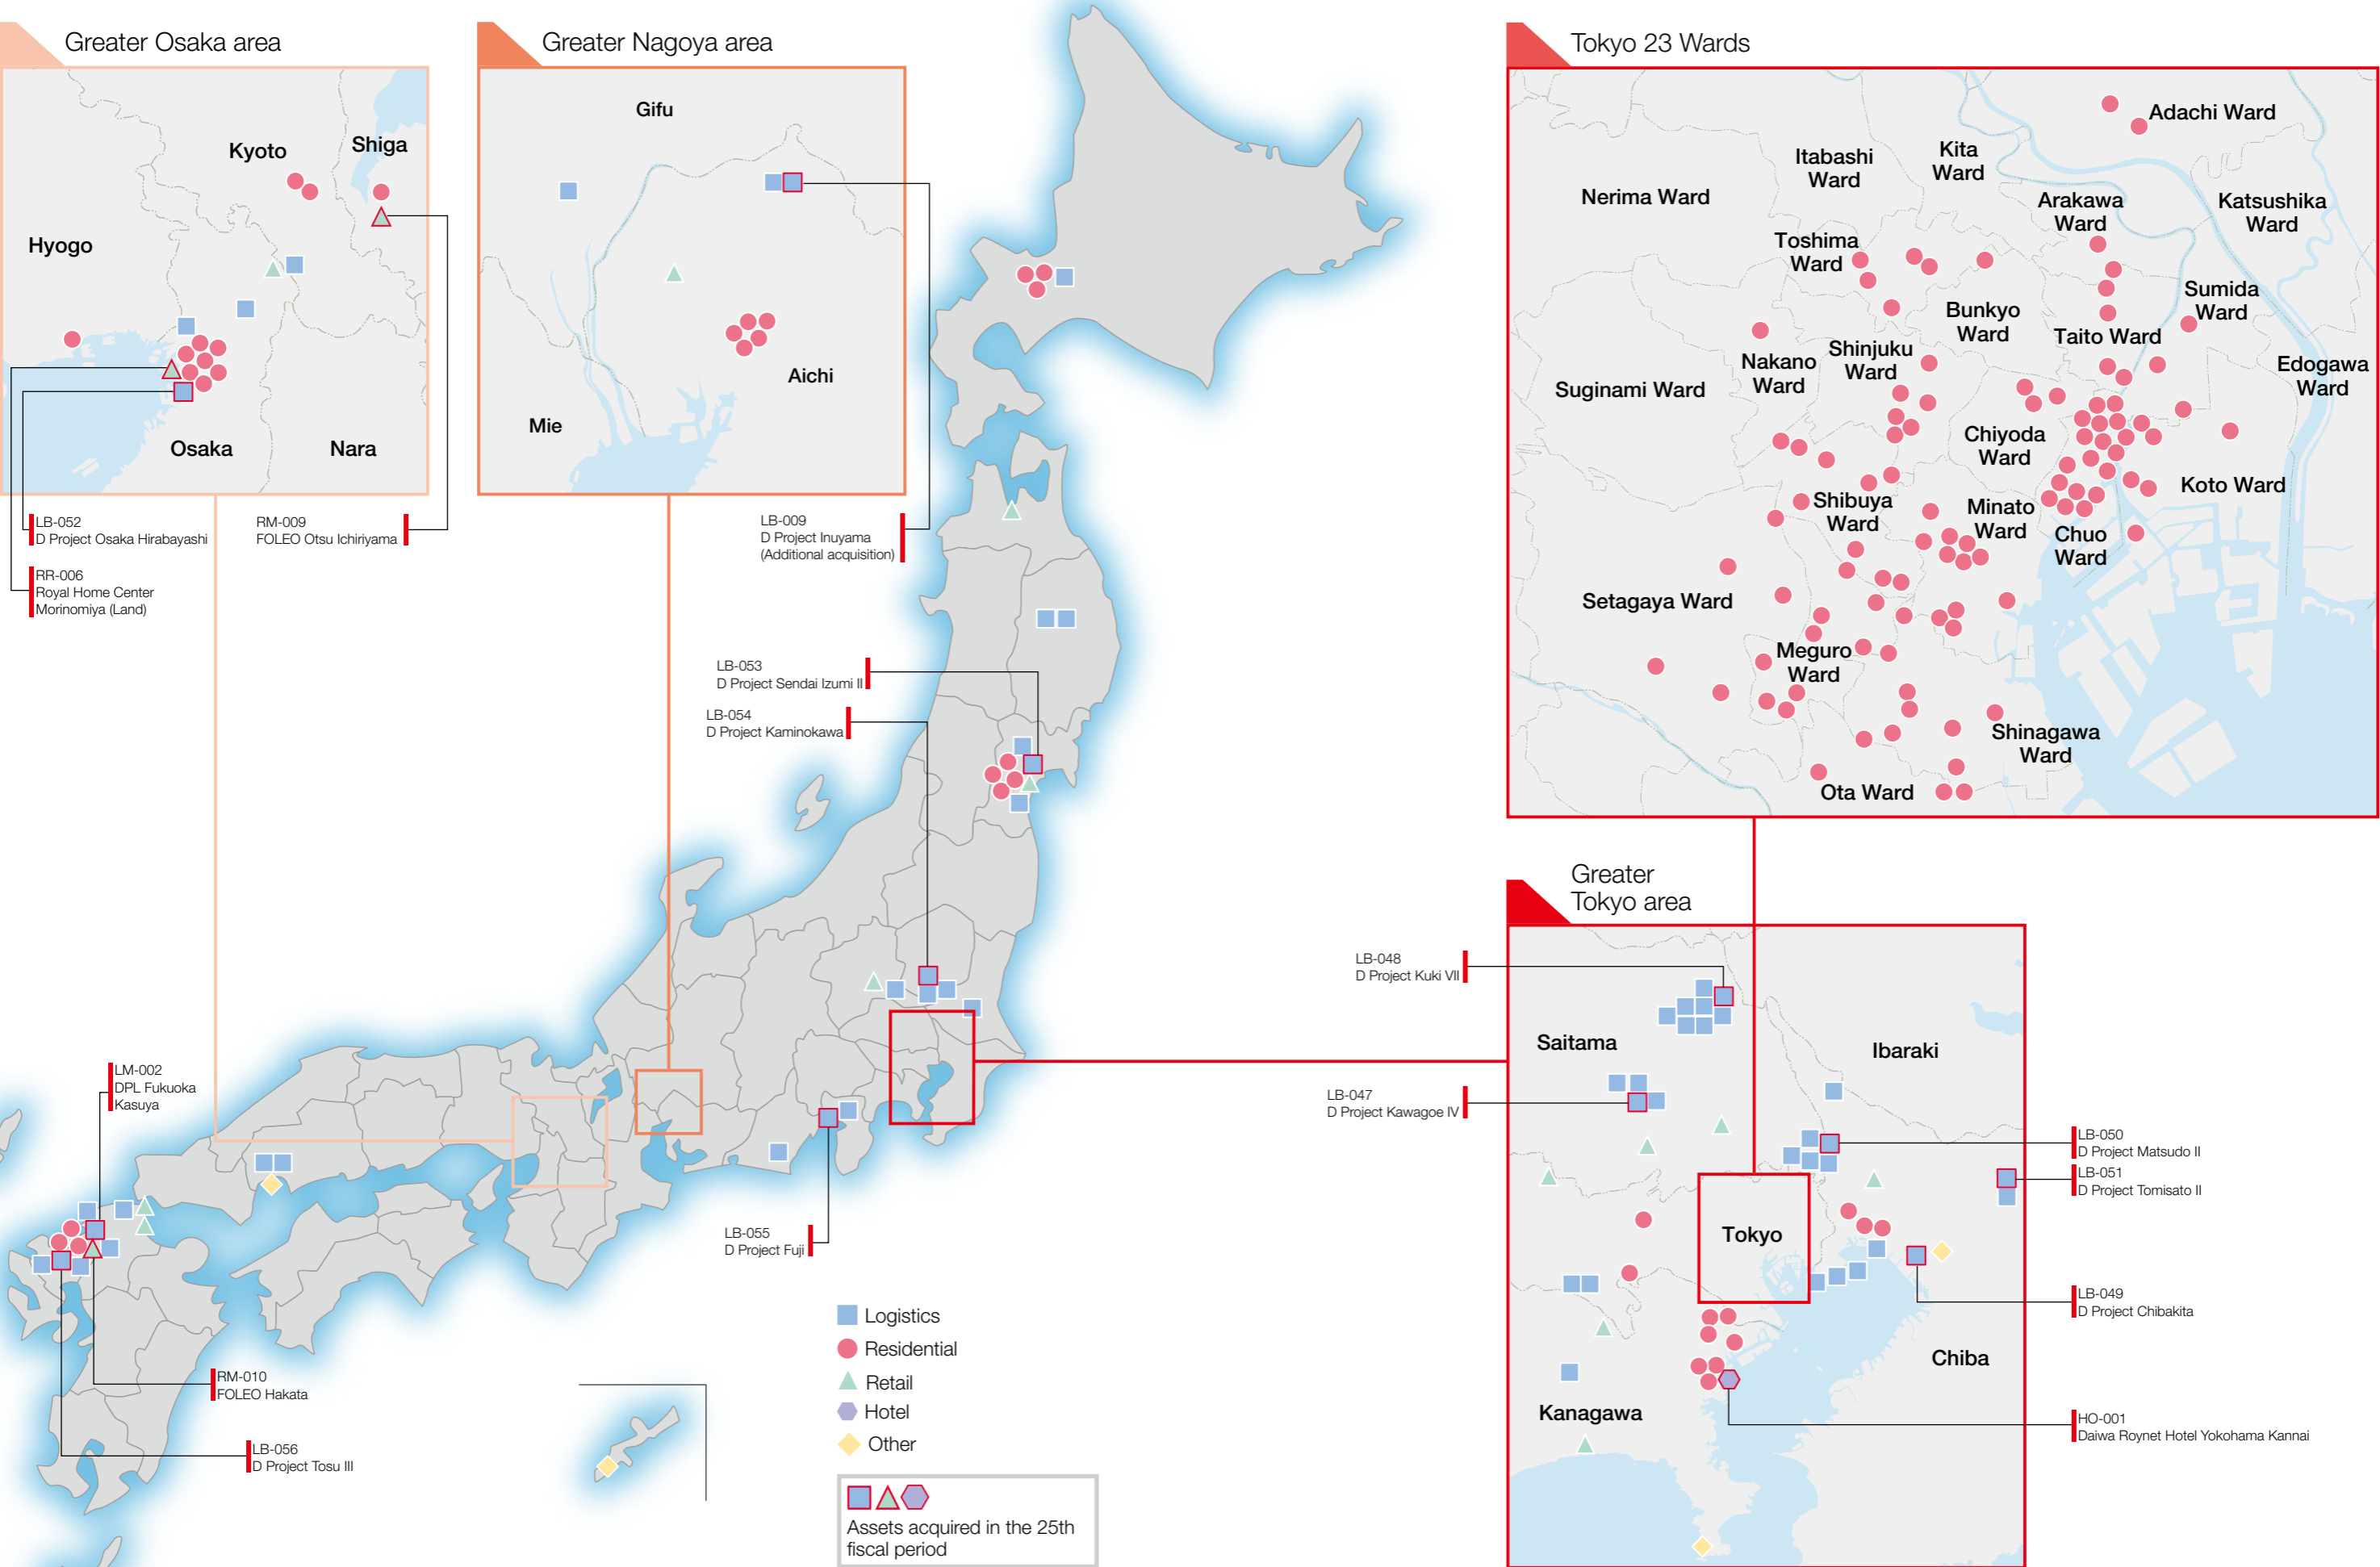 Greater Osaka area
Kyoto
Shiga
Hyogo
Osaka
Nara
LB-052
D Project Osaka Hirabayashi
RR-006
Royal Home Center
Morinomiya (Land)
RM-009
FOLEO Otsu Ichiriyama
Greater Nagoya area
Gifu
Aichi
Mie
LB-009
D Project Inuyama
(Additional acquisition)
LB-053
D Project Sendai Izumi II
LB-054
D Project Kaminokawa
Tokyo 23 Wards
Adachi Ward
Itabashi
Ward
Kita
Ward
Nerima Ward
Arakawa
Ward
Katsushika
Ward
Toshima
Ward
Sumida
Ward
Bunkyo
Ward
Taito Ward
Nakano
Ward
Shinjuku
Ward
Edogawa
Ward
Suginami Ward
Chiyoda
Ward
Koto Ward
Shibuya
Ward
Minato
Ward
Chuo
Ward
Setagaya Ward
Meguro
Ward
Shinagawa
Ward
Ota Ward
Greater
Tokyo area
LB-048
D Project Kuki VII
Saitama
Ibaraki
LB-047
D Project Kawagoe IV
LB-050
D Project Matsudo II
LB-051
D Project Tomisato II
Tokyo
LB-049
D Project Chibakita
Chiba
Kanagawa
HO-001
Daiwa Roynet Hotel Yokohama Kannai
LM-002
DPL Fukuoka
Kasuya
LB-055
D Project Fuji
RM-010
FOLEO Hakata
LB-056
D Project Tosu III
Logistics
Residential
Retail
Hotel
Other
Assets acquired in the 25th
fiscal period